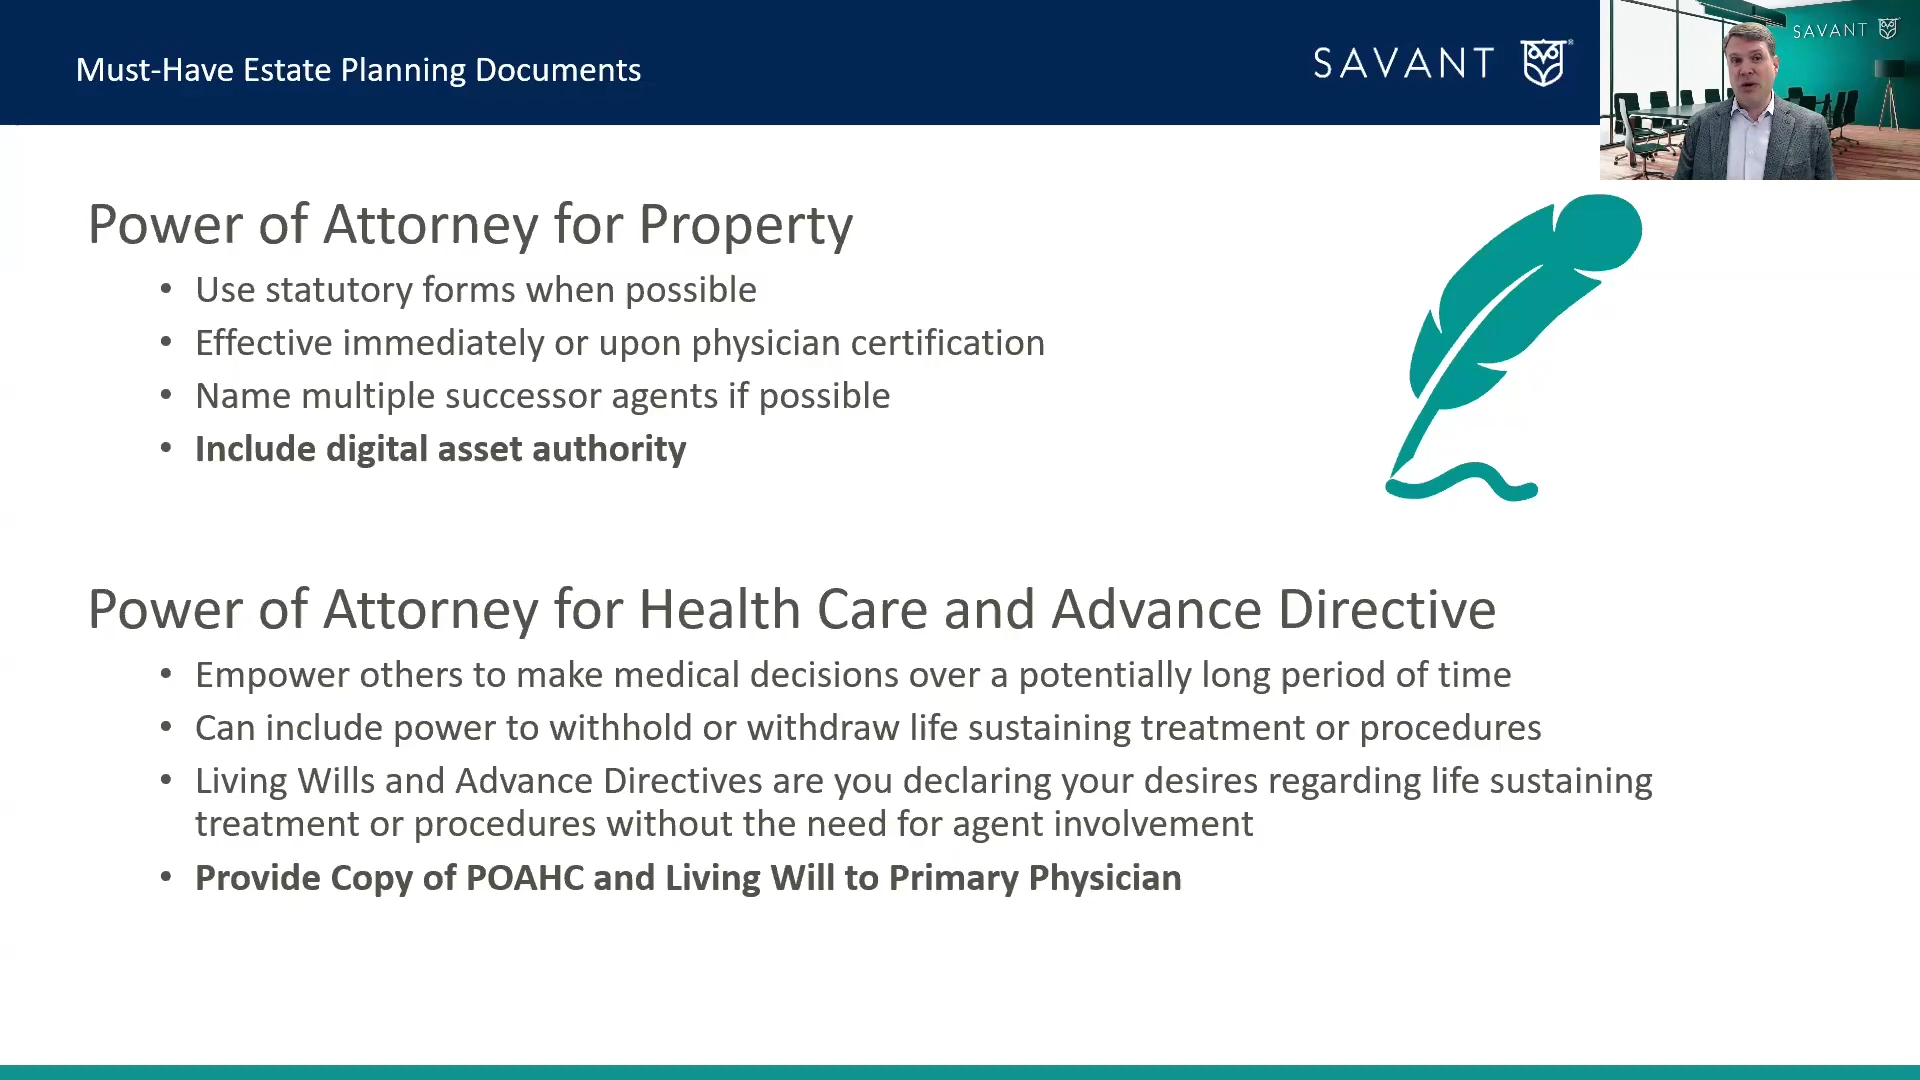 Must-Have Estate Planning Documents
SAVANT
SAVANT
Power of Attorney for Property
• Use statutory forms when possible
• Effective immediately or upon physician certification
• Name multiple successor agents if possible
• Include digital asset authority
Power of Attorney for Health Care and Advance Directive
• Empower others to make medical decisions over a potentially long period of time
• Can include power to withhold or withdraw life sustaining treatment or procedures
• Living Wills and Advance Directives are you declaring your desires regarding life sustaining
treatment or procedures without the need for agent involvement
• Provide Copy of POAHC and Living Will to Primary Physician